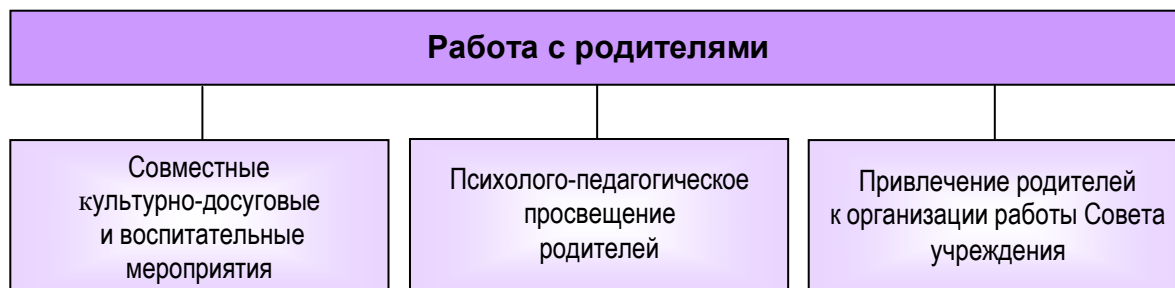 Работа с родителями
Совместные
культурно-досуговые
и воспитательные
мероприятия
Психолого-педагогическое
просвещение
родителей
Привлечение родителей
к организации работы Совета
учреждения